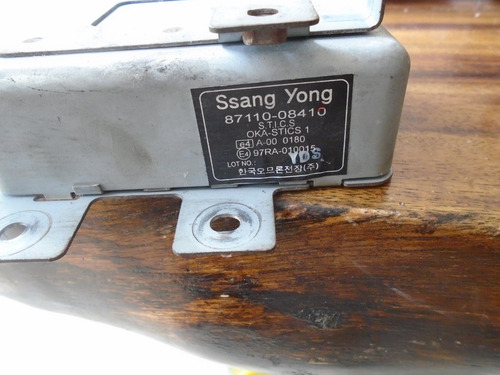 Ssang Yong
87110-08410
S.T.I.C.S
OKA-STICS 1
e4 A-00 0180
E4 97RA-010015
LOT NO.: YDS
한국오므론전장(주)